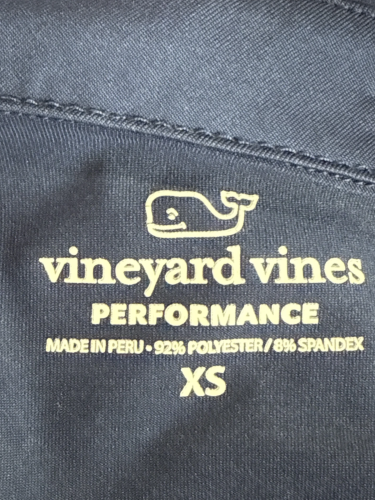 vineyard vines
PERFORMANCE
MADE IN PERU • 92% POLYESTER / 8% SPANDEX
XS